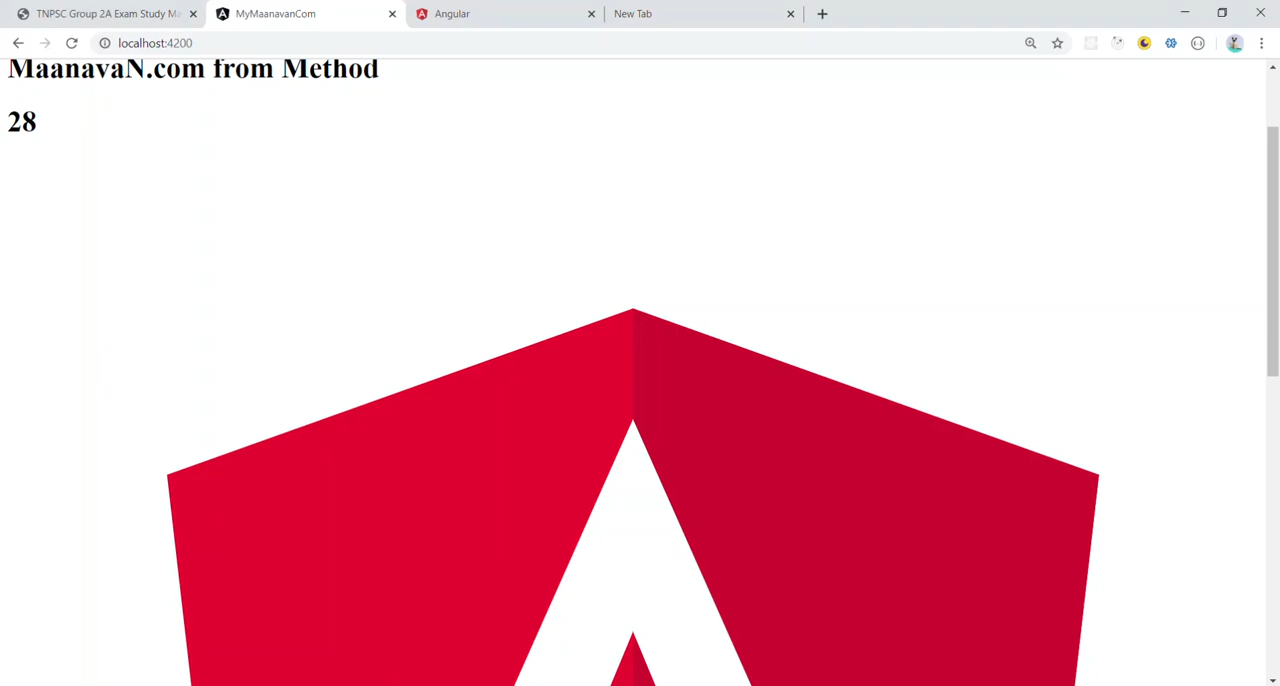 TNPSC Group 2A Exam Study Ma
MyMaanavanCom
Angular
New Tab
localhost:4200
MaanavaN.com from Method
28